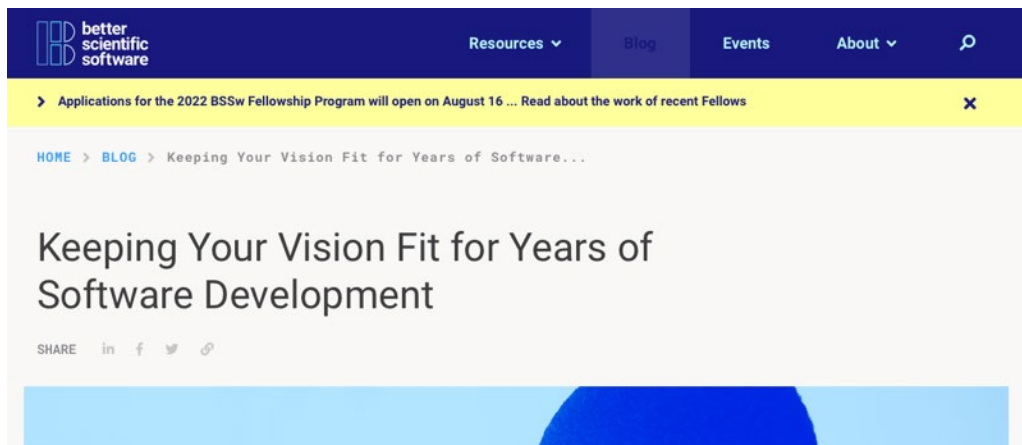 better
scientific
software
Resources Blog Events About
Applications for the 2022 BSSw Fellowship Program will open on August 16 ... Read about the work of recent Fellows
HOME > BLOG > Keeping Your Vision Fit for Years of Software...
Keeping Your Vision Fit for Years of
Software Development
SHARE